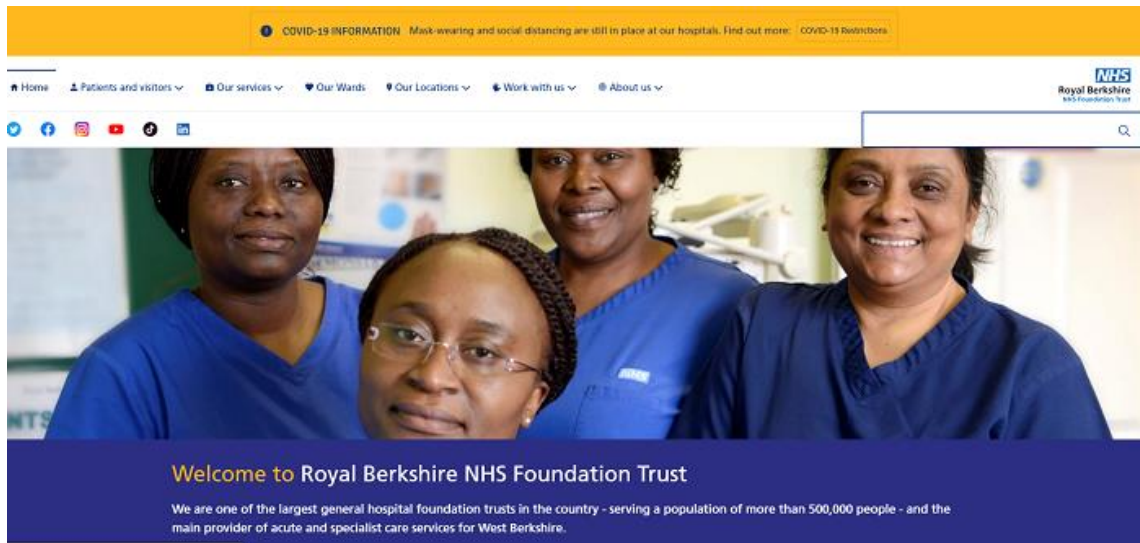 COVID-19 INFORMATION Mask-wearing and social distancing are still in place at our hospitals. Find out more: COVID-19 Restrictions
Home Patients and visitors Our services Our Wards Our Locations Work with us About us
NHS
Royal Berkshire
NHS Foundation Trust
NHS
NTS
Welcome to Royal Berkshire NHS Foundation Trust
We are one of the largest general hospital foundation trusts in the country - serving a population of more than 500,000 people - and the
main provider of acute and specialist care services for West Berkshire.